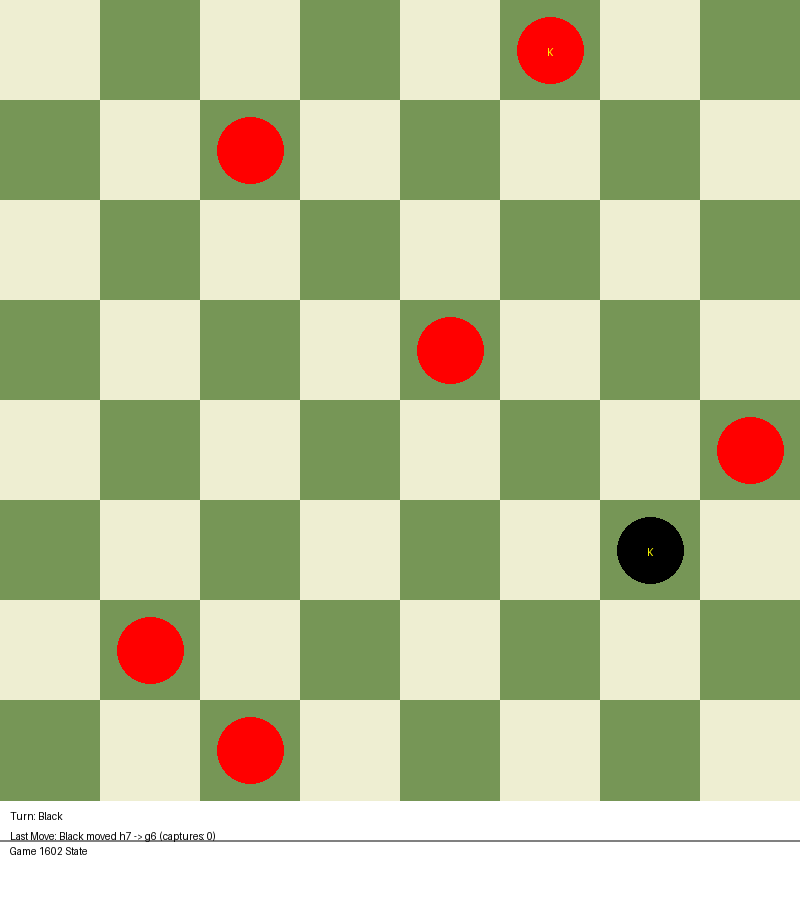 K
K
Turn: Black
Last Move: Black moved h7 -> g6 (captures: 0)
Game 1602 State